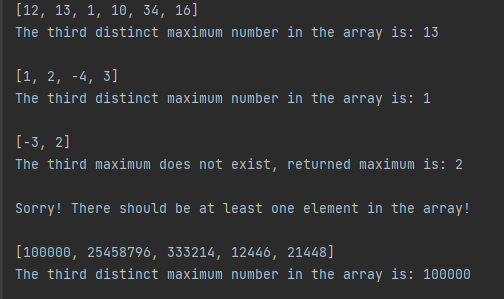 [12, 13, 1, 10, 34, 16]
The third distinct maximum number in the array is: 13
[1, 2, -4, 3]
The third distinct maximum number in the array is: 1
[-3, 2]
The third maximum does not exist, returned maximum is: 2
Sorry! There should be at least one element in the array!
[100000, 25458796, 333214, 12446, 21448]
The third distinct maximum number in the array is: 100000